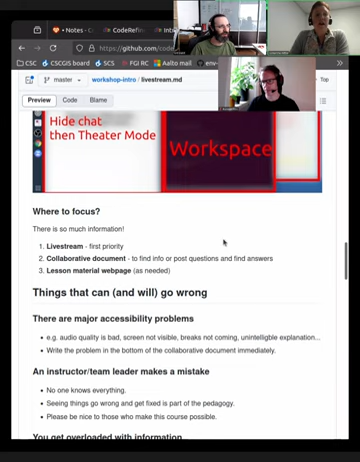 Notes - C
CodeRefin
Int
https://github.com/code
CSC
CSCGS board
SCS
FGI RC
Aalto mail
env-
master
workshop-intro / livestream.md
Top
Preview
Code
Blame
Hide chat
then Theater Mode
Workspace
Where to focus?
There is so much information!
1. Livestream - first priority
2. Collaborative document - to find info or post questions and find answers
3. Lesson material webpage (as needed)
Things that can (and will) go wrong
There are major accessibility problems
• e.g. audio quality is bad, screen not visible, breaks not coming, unintelligble explanation...
• Write the problem in the bottom of the collaborative document immediately.
An instructor/team leader makes a mistake
• No one knows everything.
• Seeing things go wrong and get fixed is part of the pedagogy.
• Please be nice to those who make this course possible.
You get overloaded with information